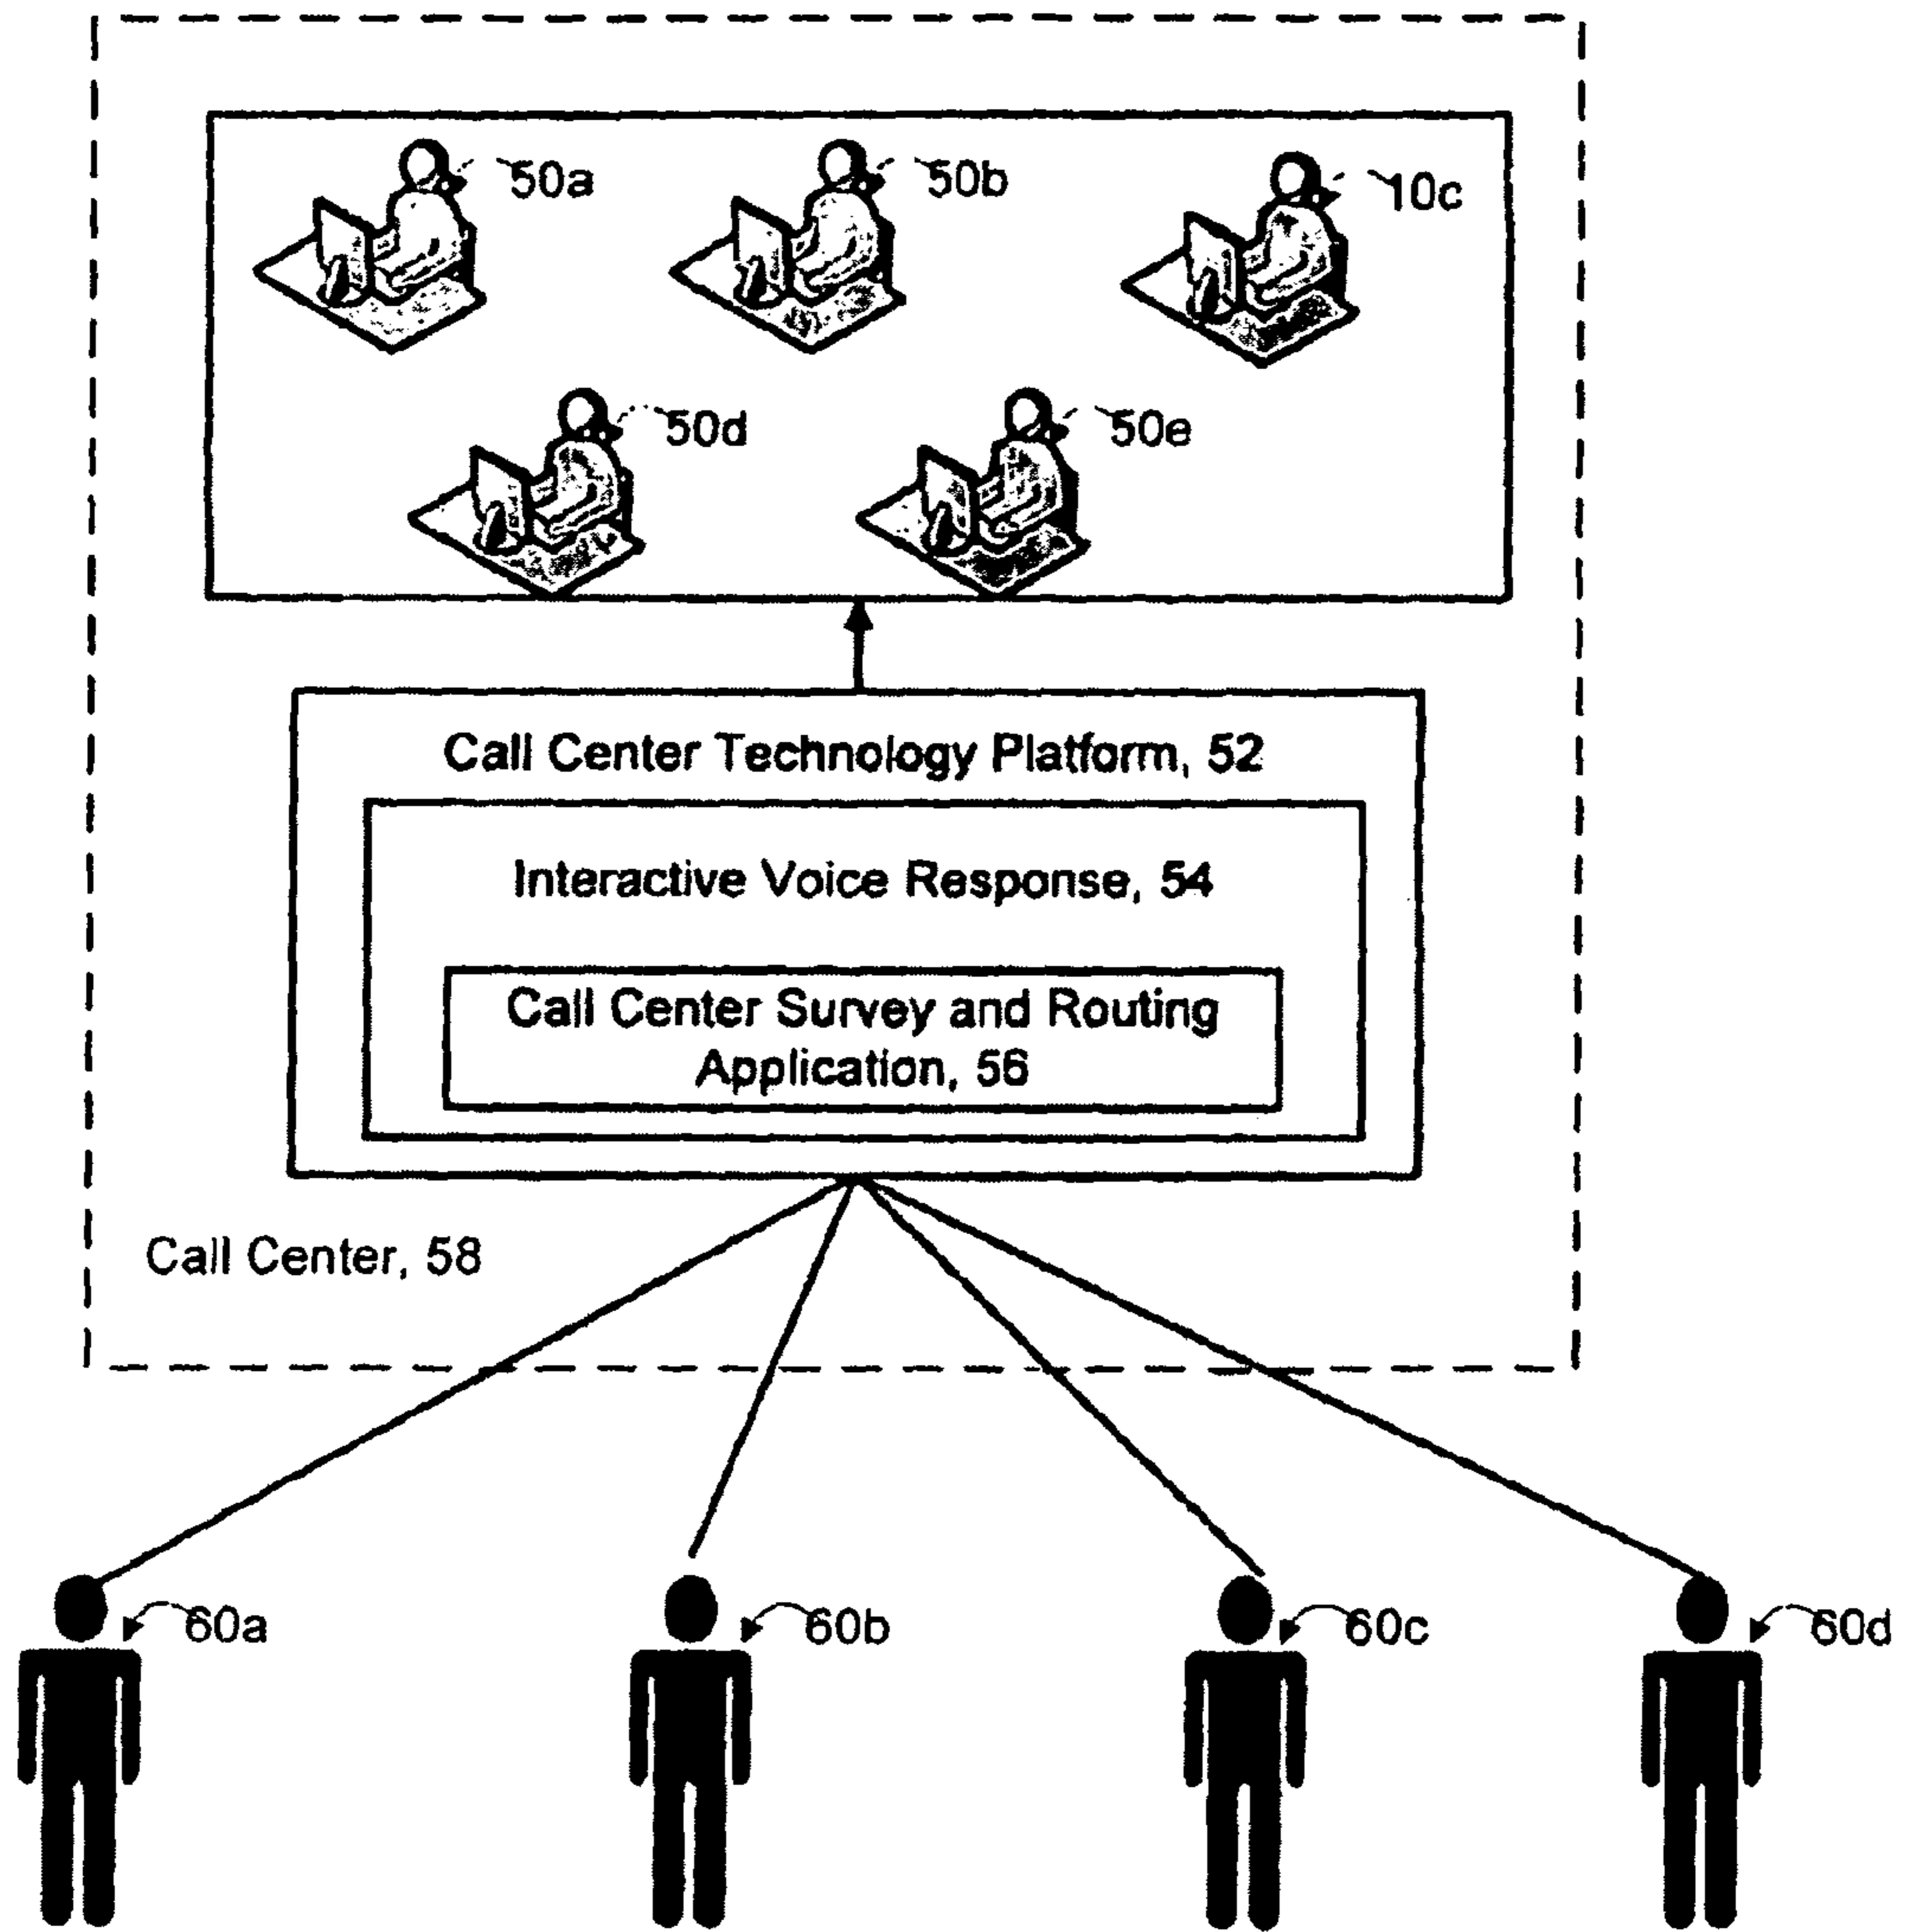 50a
50b
10c
50d
50e
Call Center Technology Platform, 52
Interactive Voice Response, 54
Call Center Survey and Routing
Application, 56
Call Center, 58
60a
60b
60c
60d